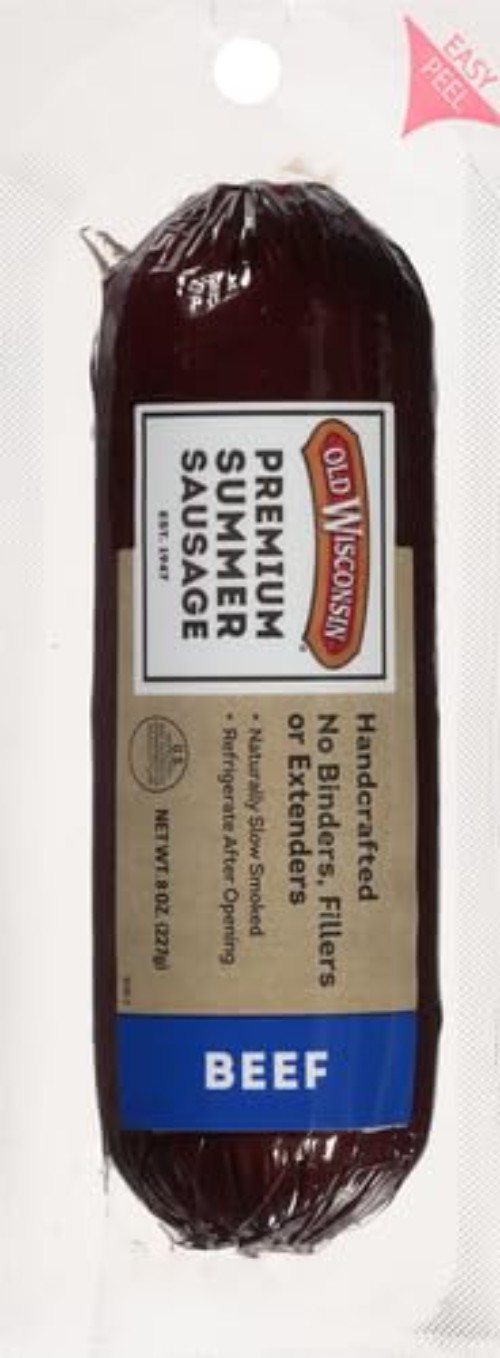 EASY
PEEL
OLD WISCONSIN®
PREMIUM
SUMMER
SAUSAGE
EST. 1947
Handcrafted
No Binders, Fillers
or Extenders
• Naturally Slow Smoked
• Refrigerate After Opening
U.S.
NET WT. 8 OZ. (227g)
BEEF